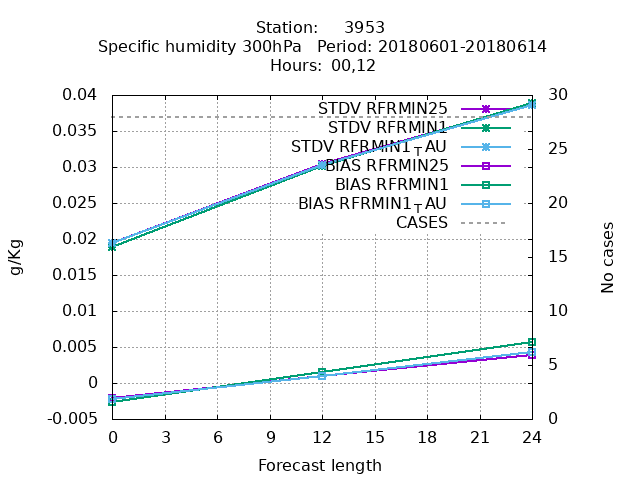 Station: 3953
Specific humidity 300hPa Period: 20180601-20180614
Hours: 00,12
0.04
0.035
0.03
0.025
0.02
0.015
0.01
0.005
0
-0.005
30
25
20
15
10
5
0
STDV RFRMIN25
STDV RFRMIN1
STDV RFRMIN1_TAU
BIAS RFRMIN25
BIAS RFRMIN1
BIAS RFRMIN1_TAU
CASES
g/Kg
No cases
0 3 6 9 12 15 18 21 24
Forecast length